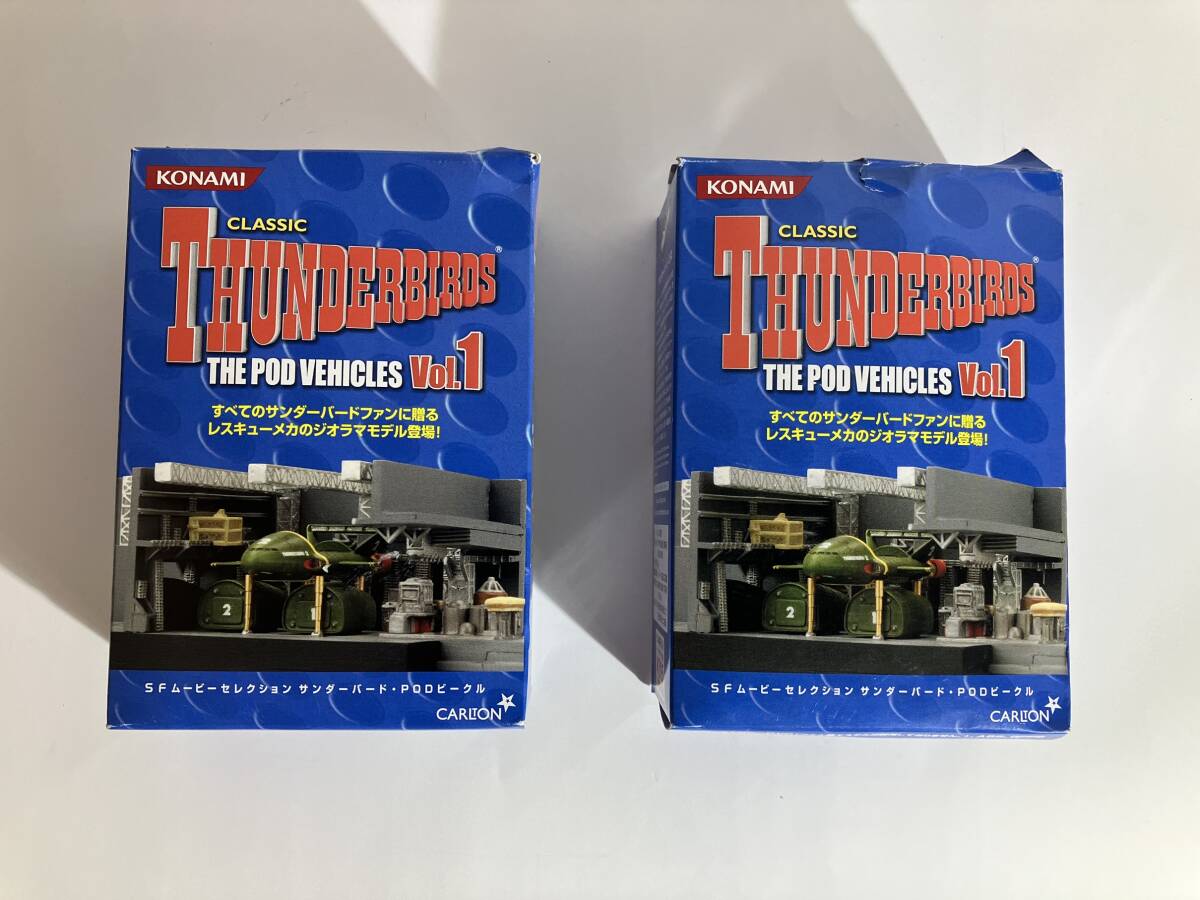 KONAMI
CLASSIC
THUNDERBIRDS®
THE POD VEHICLES Vol.1
すべてのサンダーバードファンに贈る
レスキューメカのジオラマモデル登場!
2
1
SFムービーセレクション サンダーバード・PODビークル
CARLTON
KONAMI
CLASSIC
THUNDERBIRDS®
THE POD VEHICLES Vol.1
すべてのサンダーバードファンに贈る
レスキューメカのジオラマモデル登場!
2
SFムービーセレクション サンダーバード・PODビークル
CARLTON